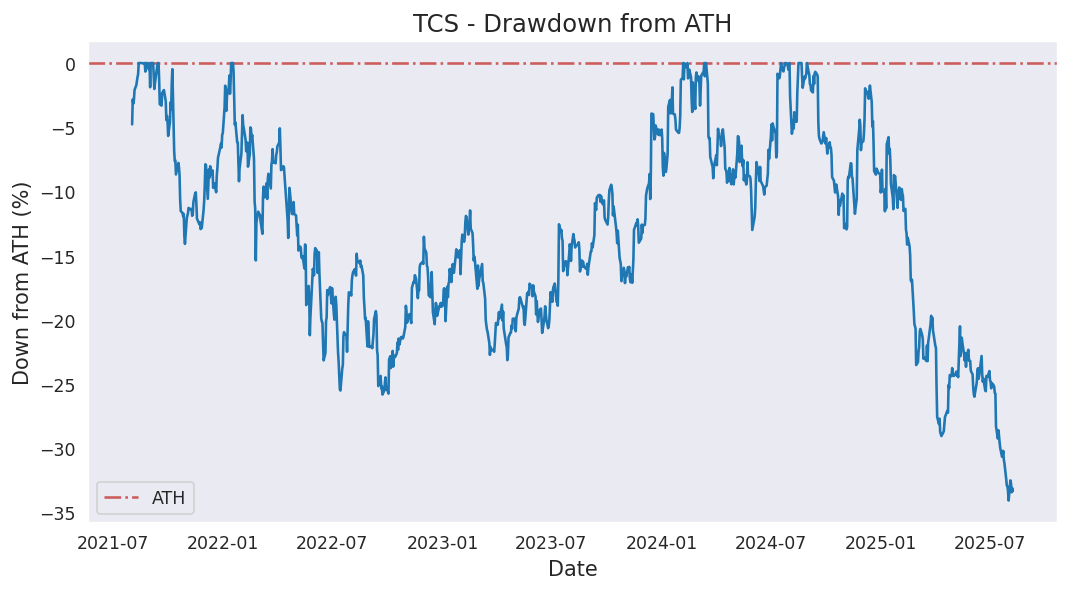 TCS - Drawdown from ATH
Down from ATH (%)
0
−5
−10
−15
−20
−25
−30
−35
ATH
2021-07 2022-01 2022-07 2023-01 2023-07 2024-01 2024-07 2025-01 2025-07
Date